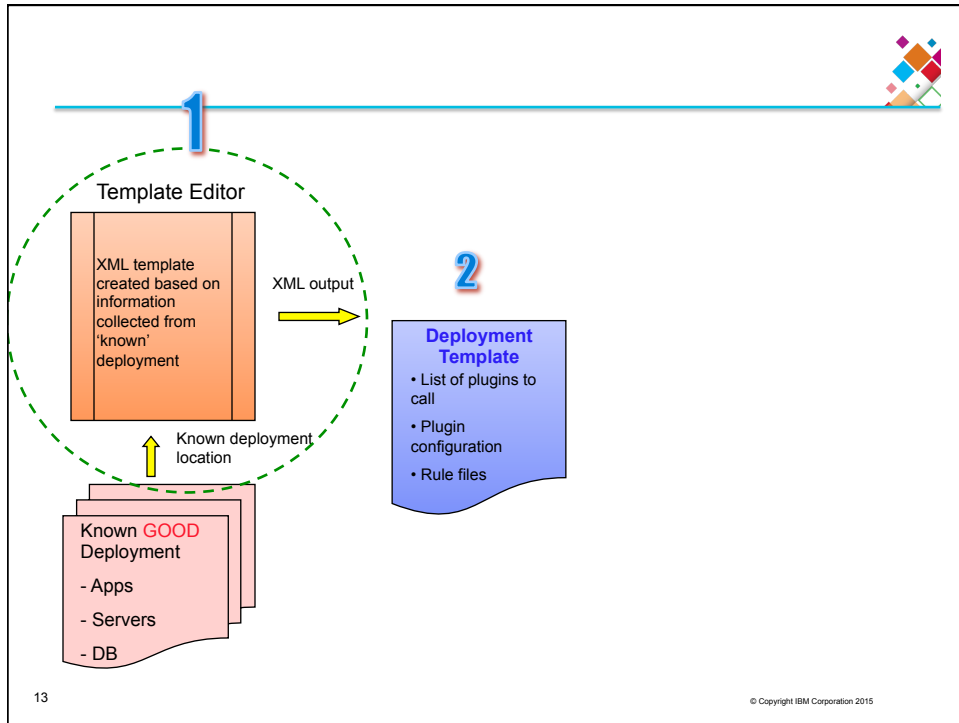 1
Template Editor
XML template
created based on
information
collected from
‘known’
deployment
XML output
2
Deployment
Template
• List of plugins to
call
• Plugin
configuration
• Rule files
Known deployment
location
Known GOOD
Deployment
- Apps
- Servers
- DB
13
© Copyright IBM Corporation 2015